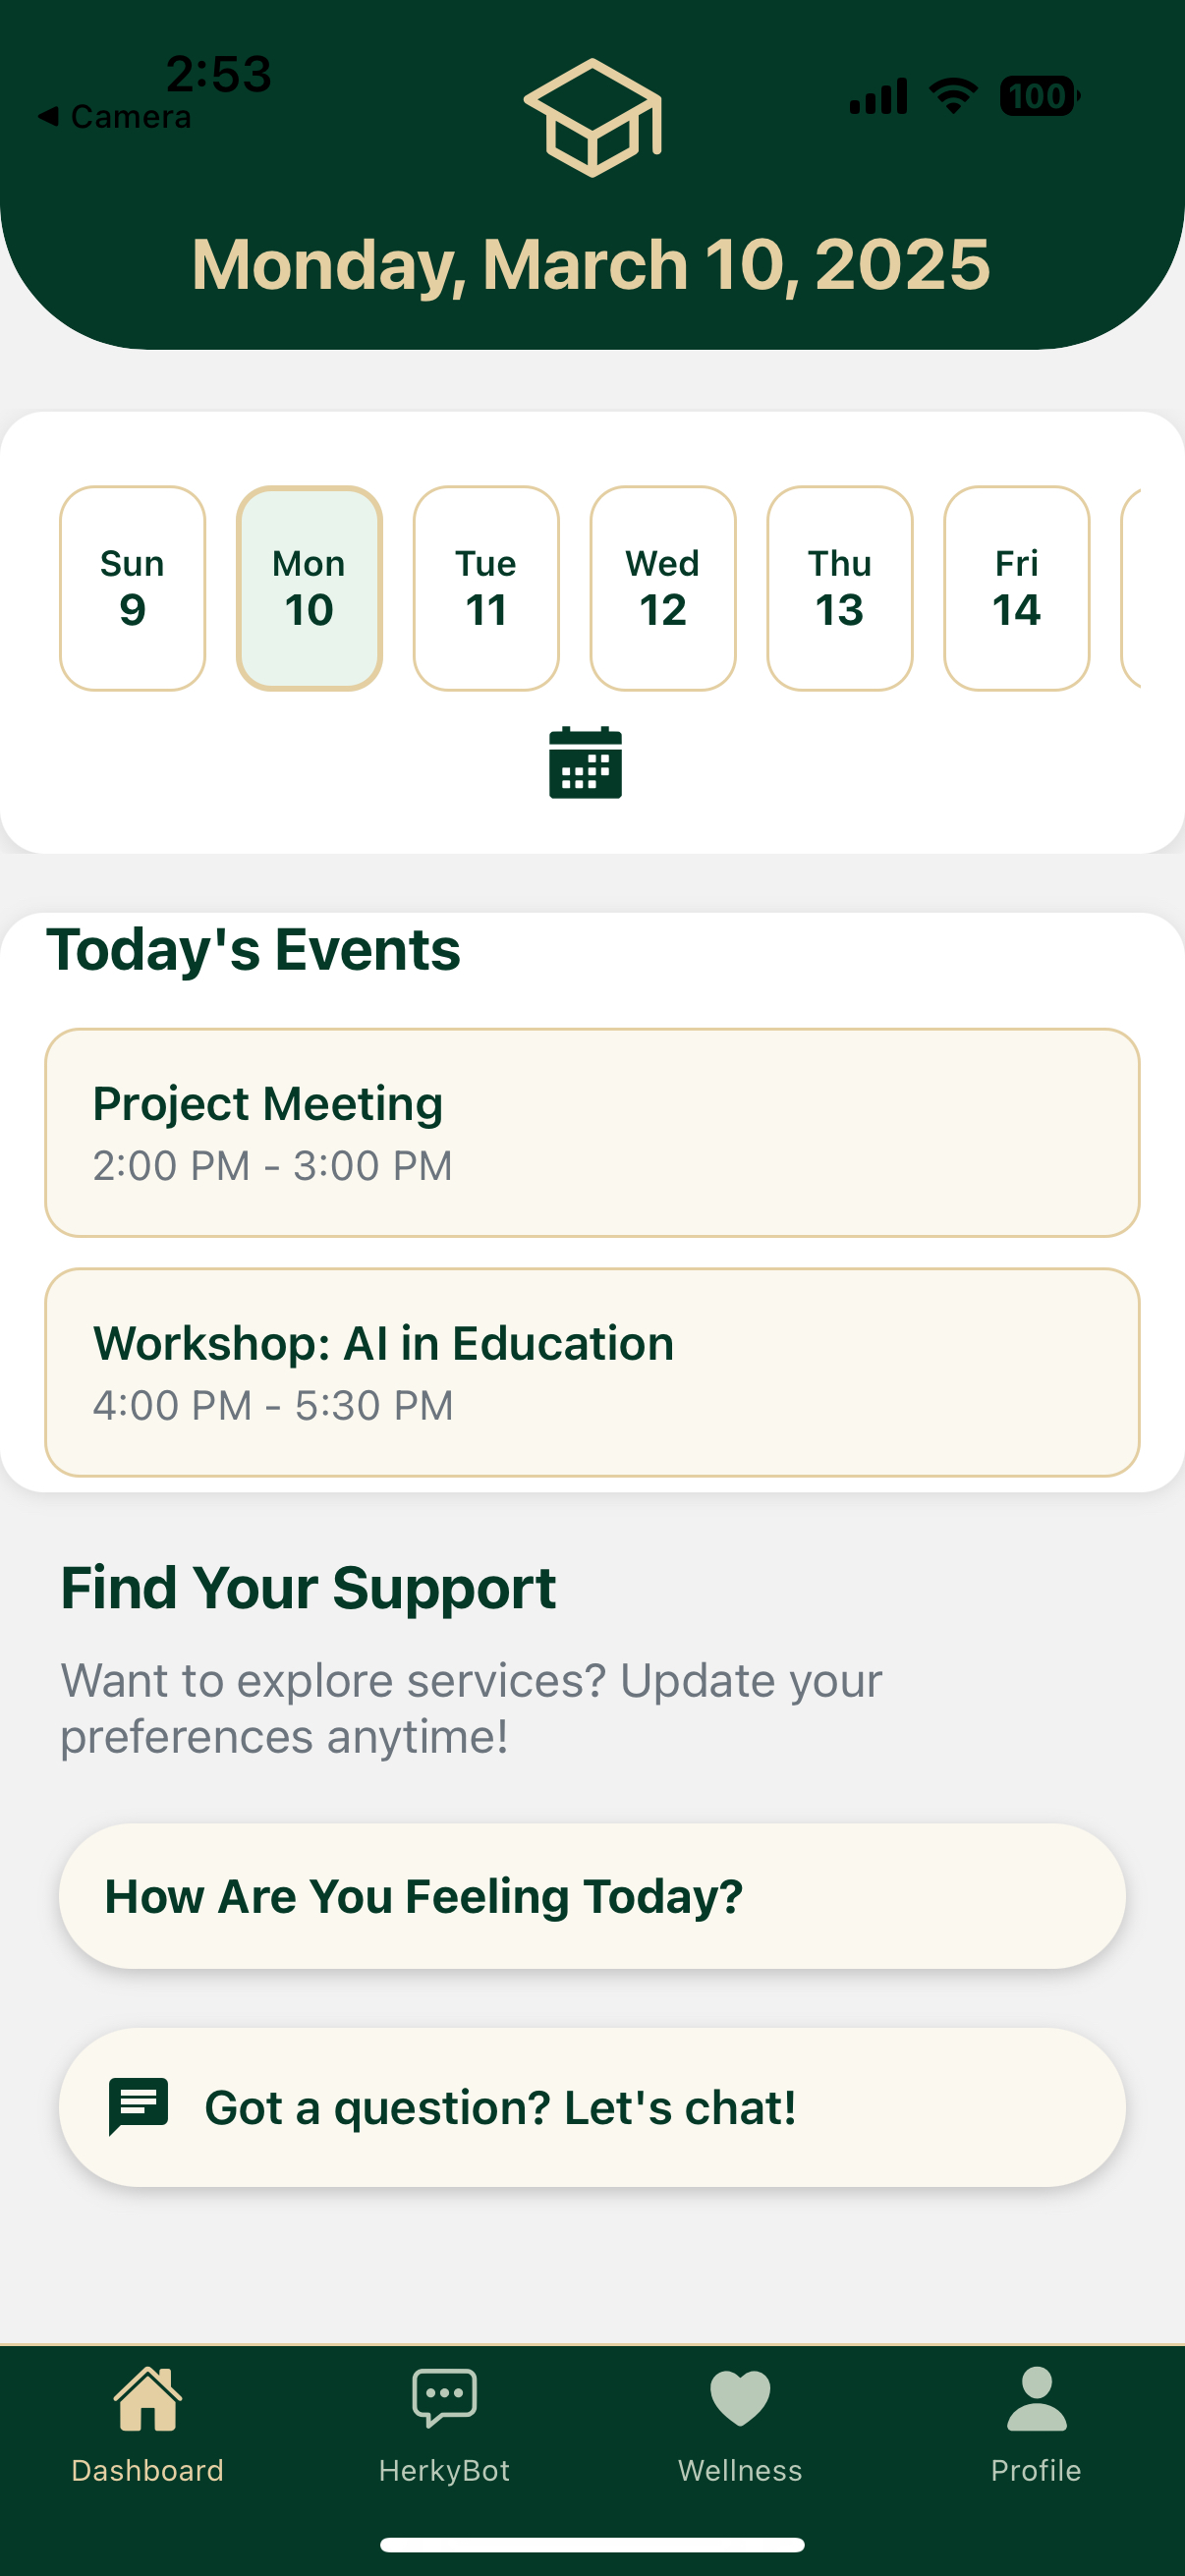 2:53
Camera
100
Monday, March 10, 2025
Sun
9
Mon
10
Tue
11
Wed
12
Thu
13
Fri
14
Today's Events
Project Meeting
2:00 PM - 3:00 PM
Workshop: AI in Education
4:00 PM - 5:30 PM
Find Your Support
Want to explore services? Update your
preferences anytime!
How Are You Feeling Today?
Got a question? Let's chat!
Dashboard
HerkyBot
Wellness
Profile